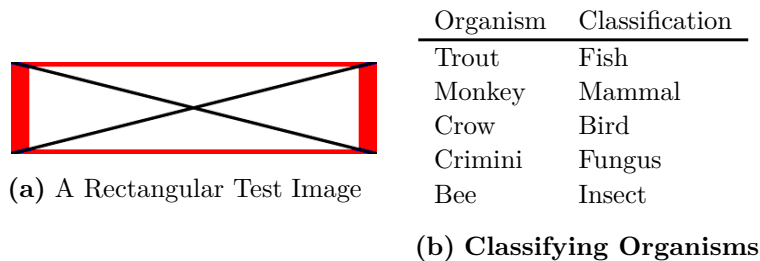 (a) A Rectangular Test Image
Organism Classification
Trout Fish
Monkey Mammal
Crow Bird
Crimini Fungus
Bee Insect
(b) Classifying Organisms